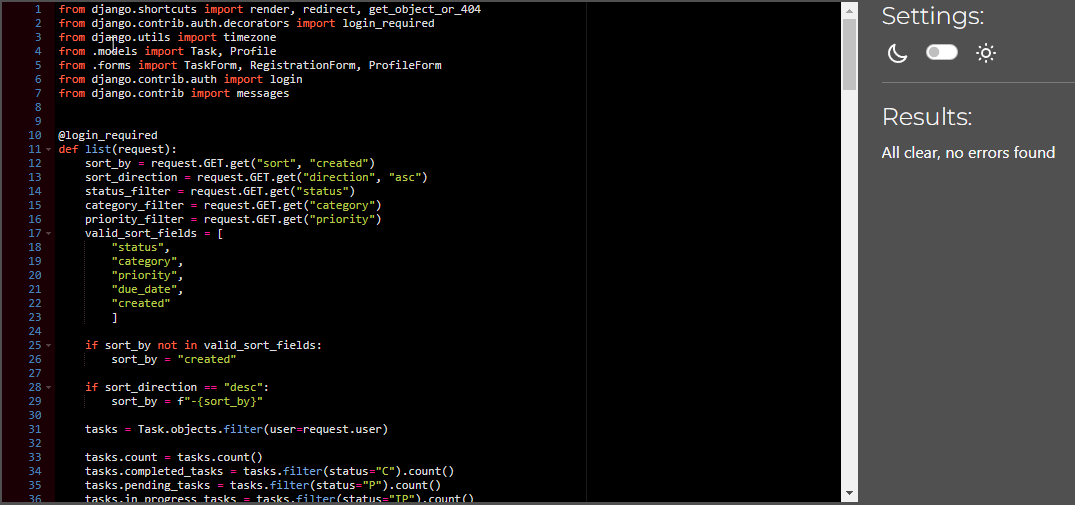 1 from django.shortcuts import render, redirect, get_object_or_404
2 from django.contrib.auth.decorators import login_required
3 from django.utils import timezone
4 from .models import Task, Profile
5 from .forms import TaskForm, RegistrationForm, ProfileForm
6 from django.contrib.auth import login
7 from django.contrib import messages
8
9
10 @login_required
11 def list(request):
12     sort_by = request.GET.get("sort", "created")
13     sort_direction = request.GET.get("direction", "asc")
14     status_filter = request.GET.get("status")
15     category_filter = request.GET.get("category")
16     priority_filter = request.GET.get("priority")
17     valid_sort_fields = [
18         "status",
19         "category",
20         "priority",
21         "due_date",
22         "created"
23         ]
24
25     if sort_by not in valid_sort_fields:
26         sort_by = "created"
27
28     if sort_direction == "desc":
29         sort_by = f"-{sort_by}"
30
31     tasks = Task.objects.filter(user=request.user)
32
33     tasks.count = tasks.count()
34     tasks.completed_tasks = tasks.filter(status="C").count()
35     tasks.pending_tasks = tasks.filter(status="P").count()
36     tasks.in_progress_tasks = tasks.filter(status="IP").count()
Settings:
Results:
All clear, no errors found